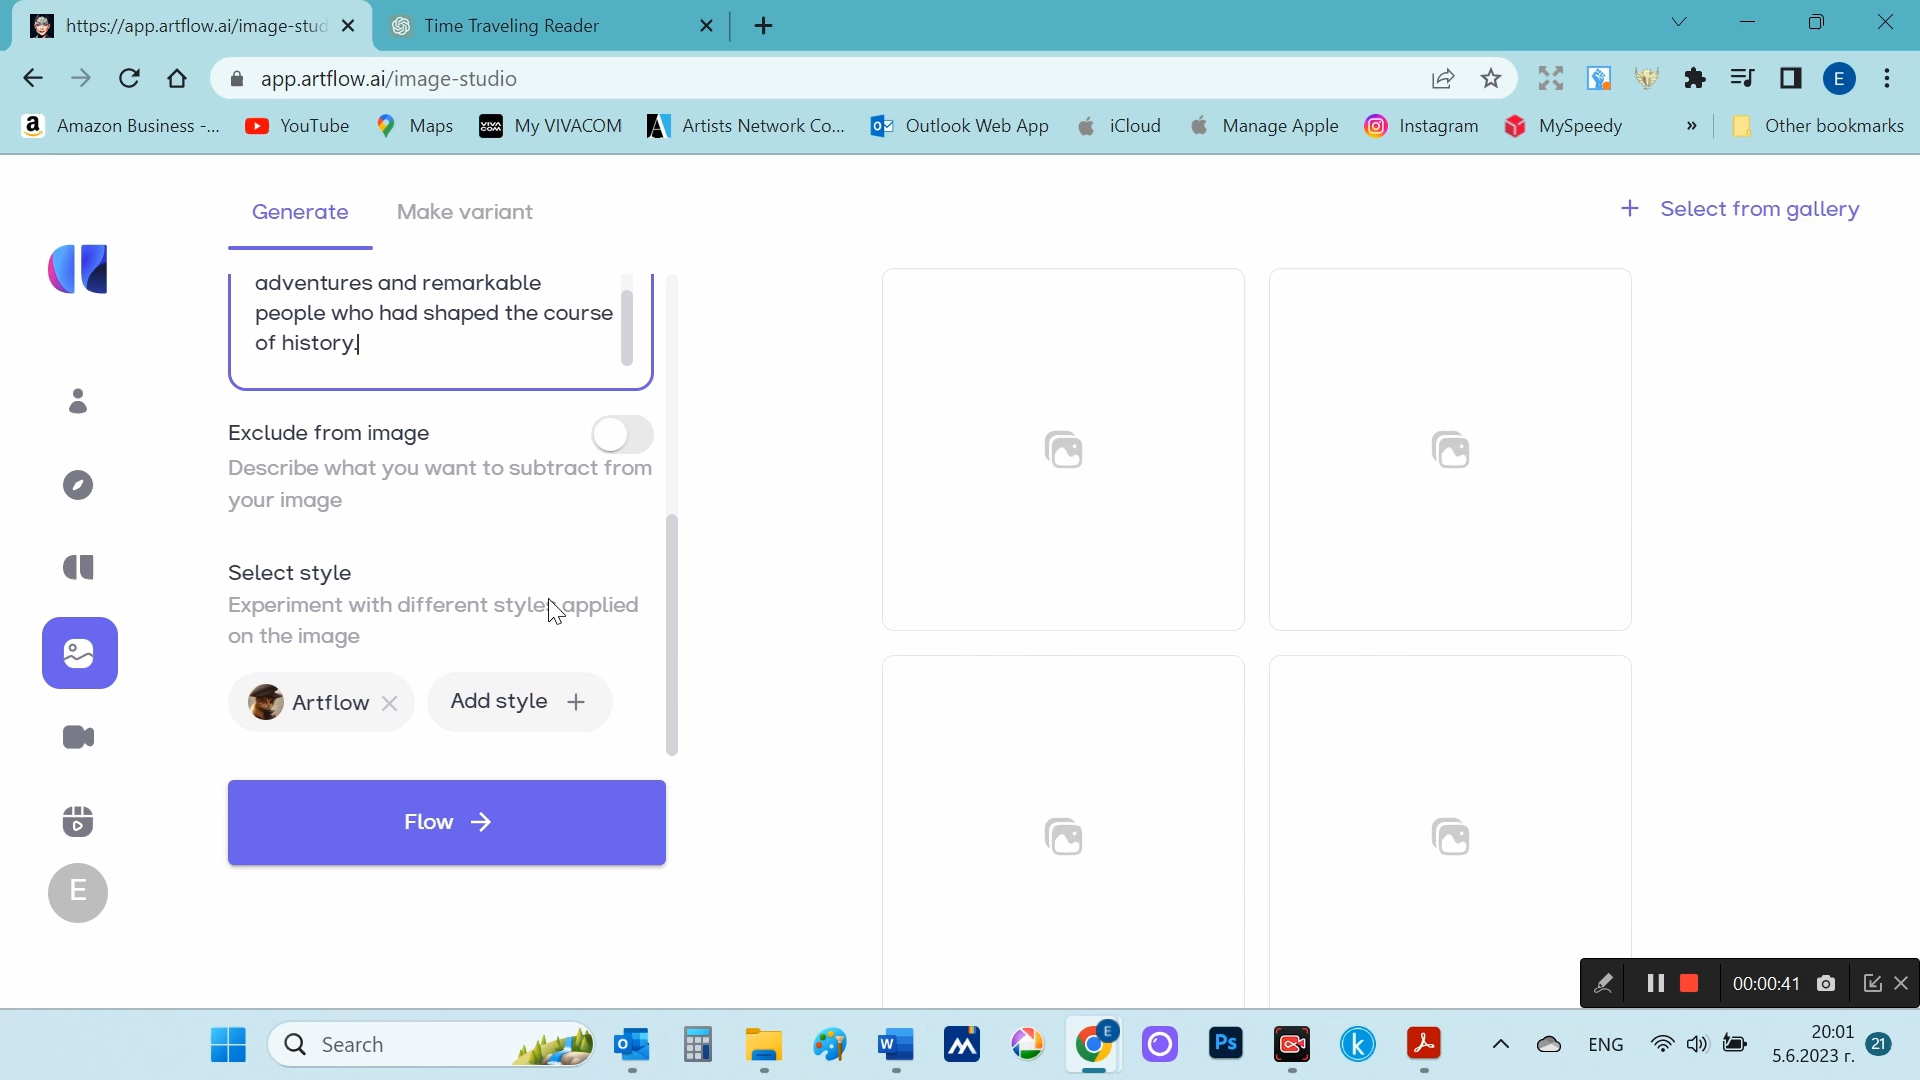 https://app.artflow.ai/image-stud
Time Traveling Reader
app.artflow.ai/image-studio
E
Amazon Business -...
YouTube
Maps
My VIVACOM
Artists Network Co...
Outlook Web App
iCloud
Manage Apple
Instagram
MySpeedy
»
Other bookmarks
Generate
Make variant
Select from gallery
adventures and remarkable
people who had shaped the course
of history.
Exclude from image
Describe what you want to subtract from
your image
Select style
Experiment with different styles applied
on the image
Artflow
Add style
Flow
E
00:00:41
Search
E
Ps
ENG
20:01
5.6.2023 г.
21